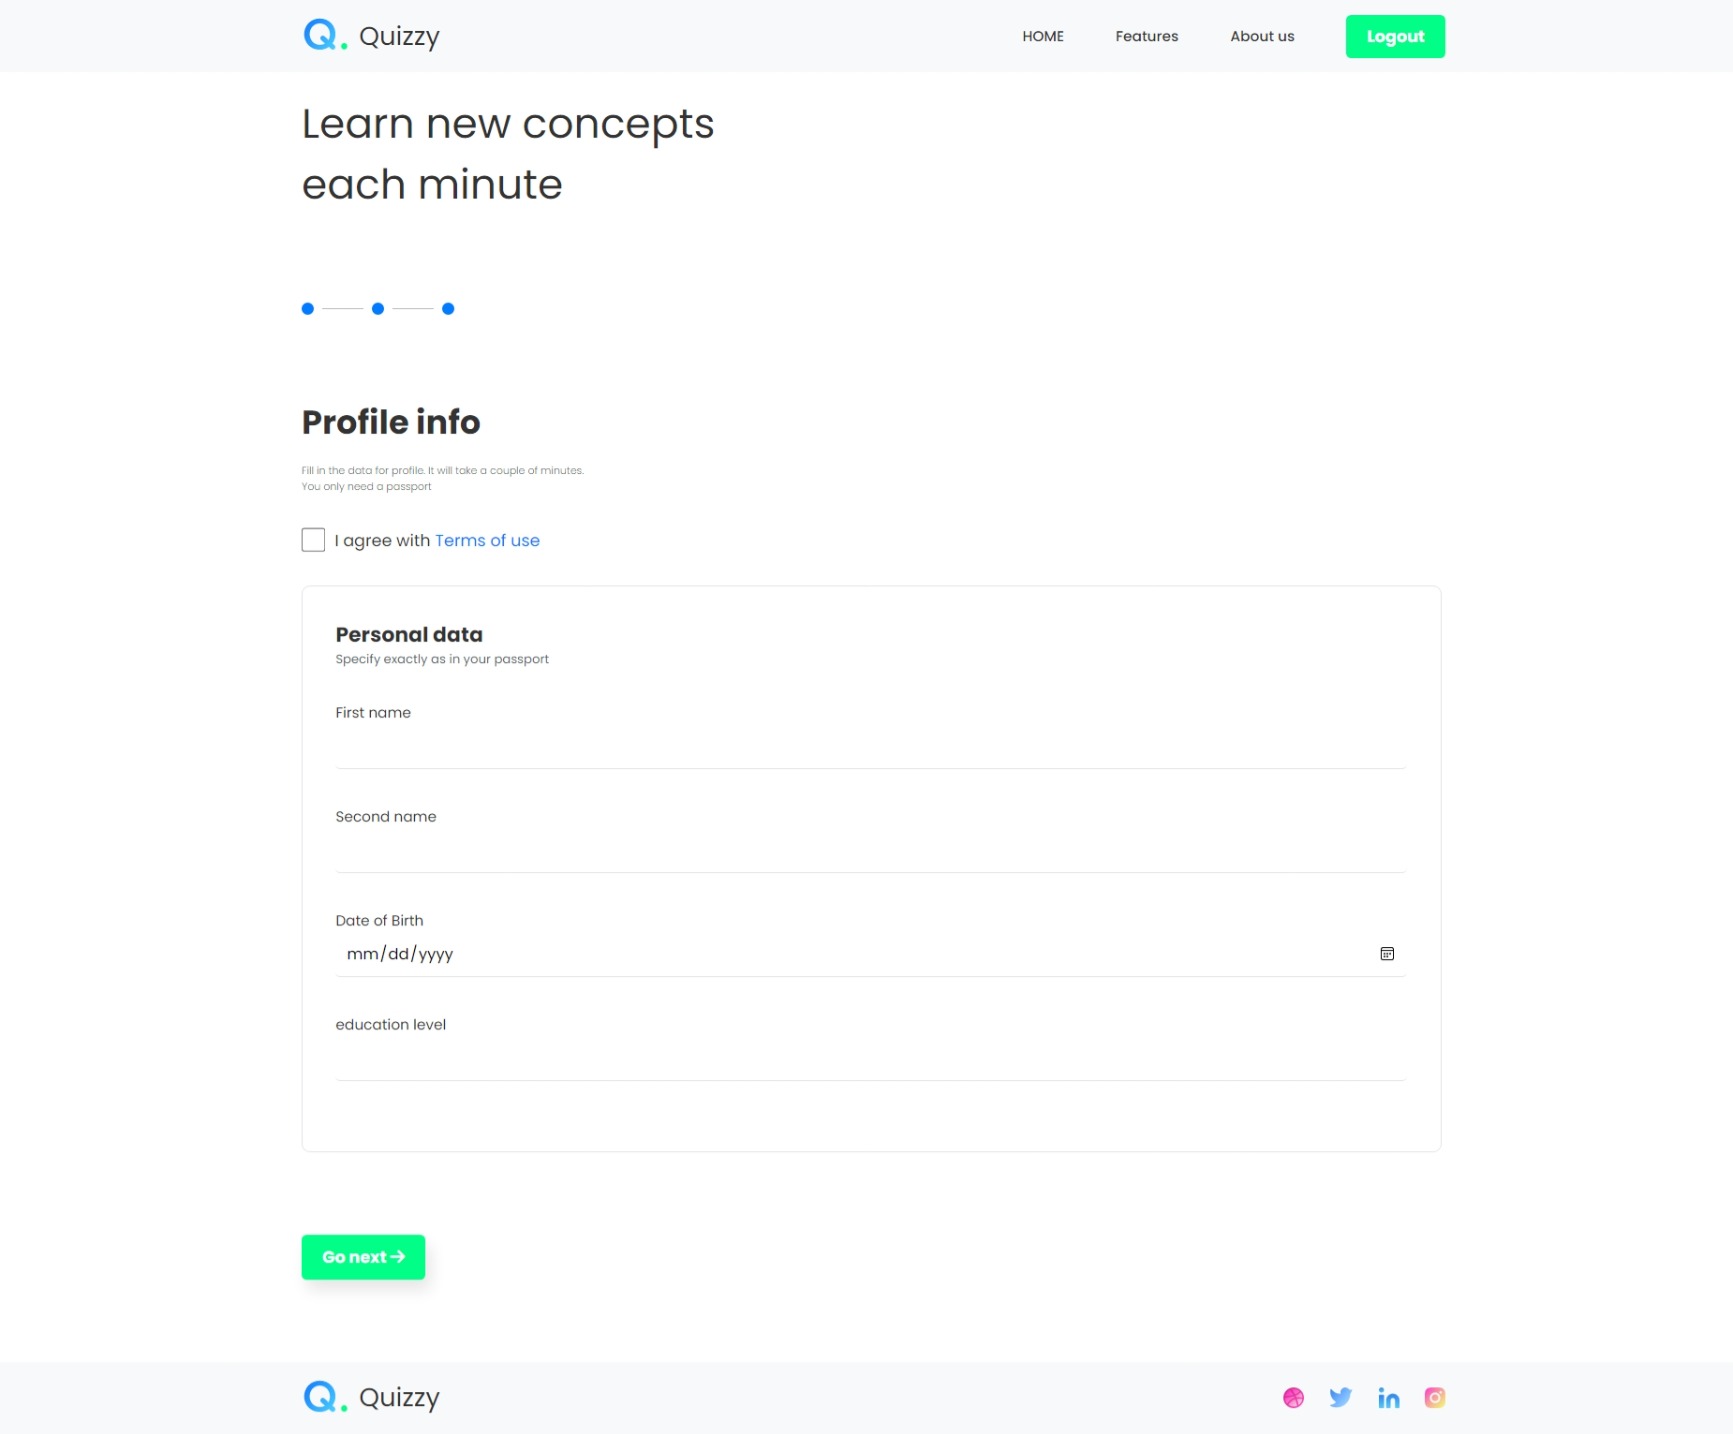 Quizzy
HOME
Features
About us
Logout
Learn new concepts
each minute
Profile info
Fill in the data for profile. It will take a couple of minutes.
You only need a passport
I agree with Terms of use
Personal data
Specify exactly as in your passport
First name
Second name
Date of Birth
mm/dd/yyyy
education level
Go next →
Quizzy